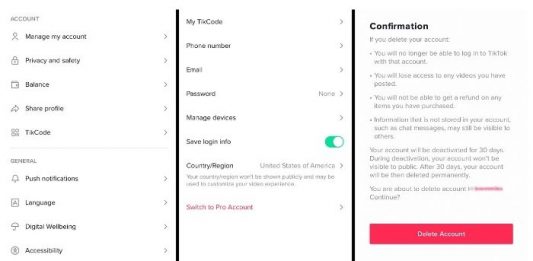 ACCOUNT
Manage my account
Privacy and safety
Balance
Share profile
TikCode
GENERAL
Push notifications
Language
Digital Wellbeing
Accessibility
My TikCode
Phone number
Email
Password None
Manage devices
Save login info
Country/Region United States of America
Your country/region won't be shown publicly and may be
used to customize your video experience.
Switch to Pro Account
Confirmation
If you delete your account:
• You will no longer be able to log in to TikTok
with that account.
• You will lose access to any videos you have
posted.
• You will not be able to get a refund on any
items you have purchased.
• Information that is not stored in your account,
such as chat messages, may still be visible to
others.
Your account will be deactivated for 30 days.
During deactivation, your account won't be
visible to public. After 30 days, your account
will be then deleted permanently.
You are about to delete account
Continue?
Delete Account